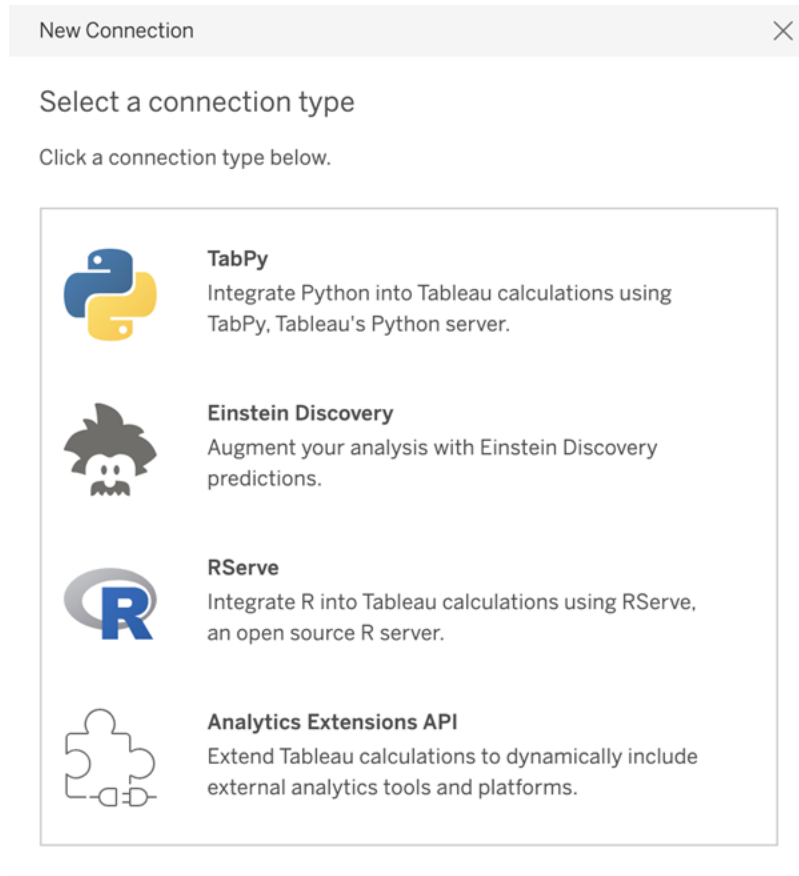 New Connection
Select a connection type
Click a connection type below.
TabPy
Integrate Python into Tableau calculations using
TabPy, Tableau's Python server.
Einstein Discovery
Augment your analysis with Einstein Discovery
predictions.
R
RServe
Integrate R into Tableau calculations using RServe,
an open source R server.
Analytics Extensions API
Extend Tableau calculations to dynamically include
external analytics tools and platforms.